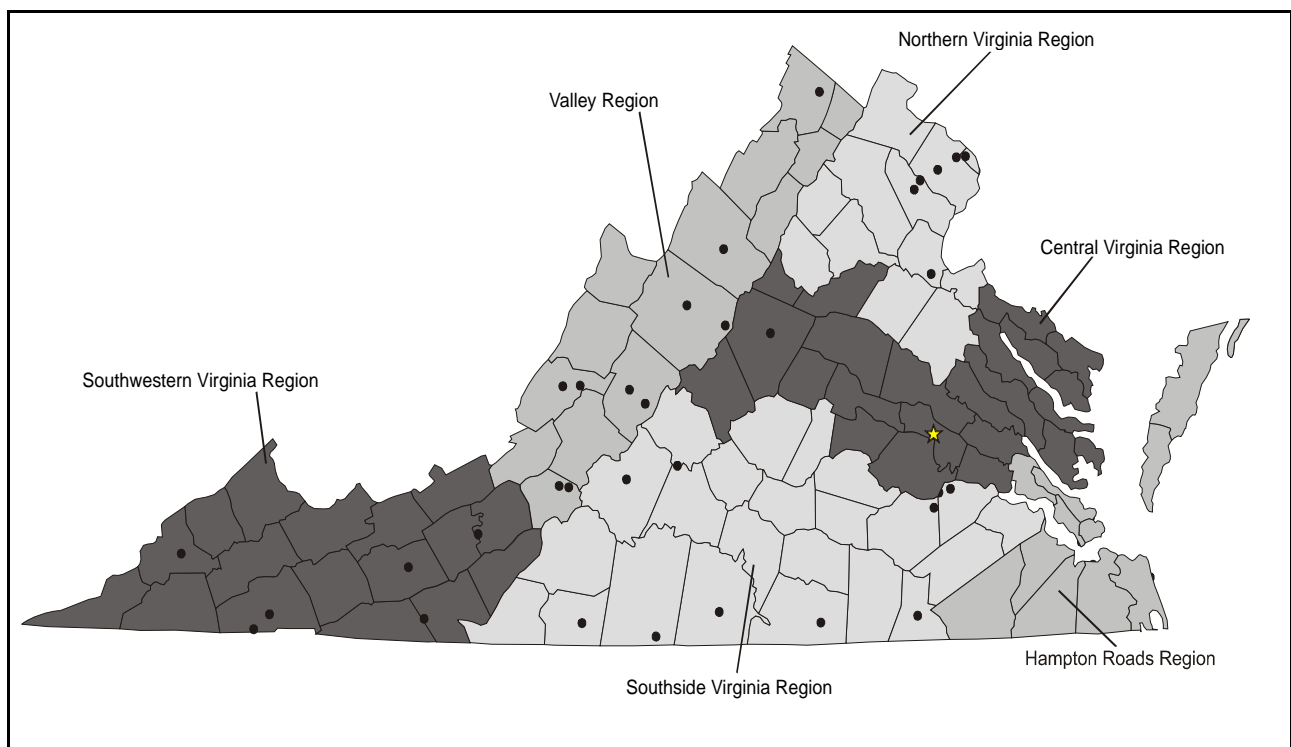 Northern Virginia Region
Valley Region
Central Virginia Region
Southwestern Virginia Region
Hampton Roads Region
Southside Virginia Region